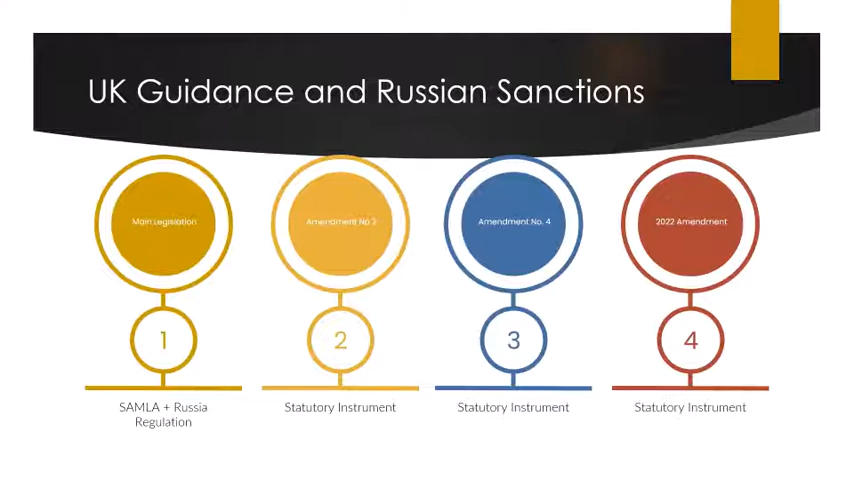 UK Guidance and Russian Sanctions
Main Legislation
Amendment No 2
Amendment No. 4
2022 Amendment
1
2
3
4
SAMLA + Russia
Regulation
Statutory Instrument
Statutory Instrument
Statutory Instrument